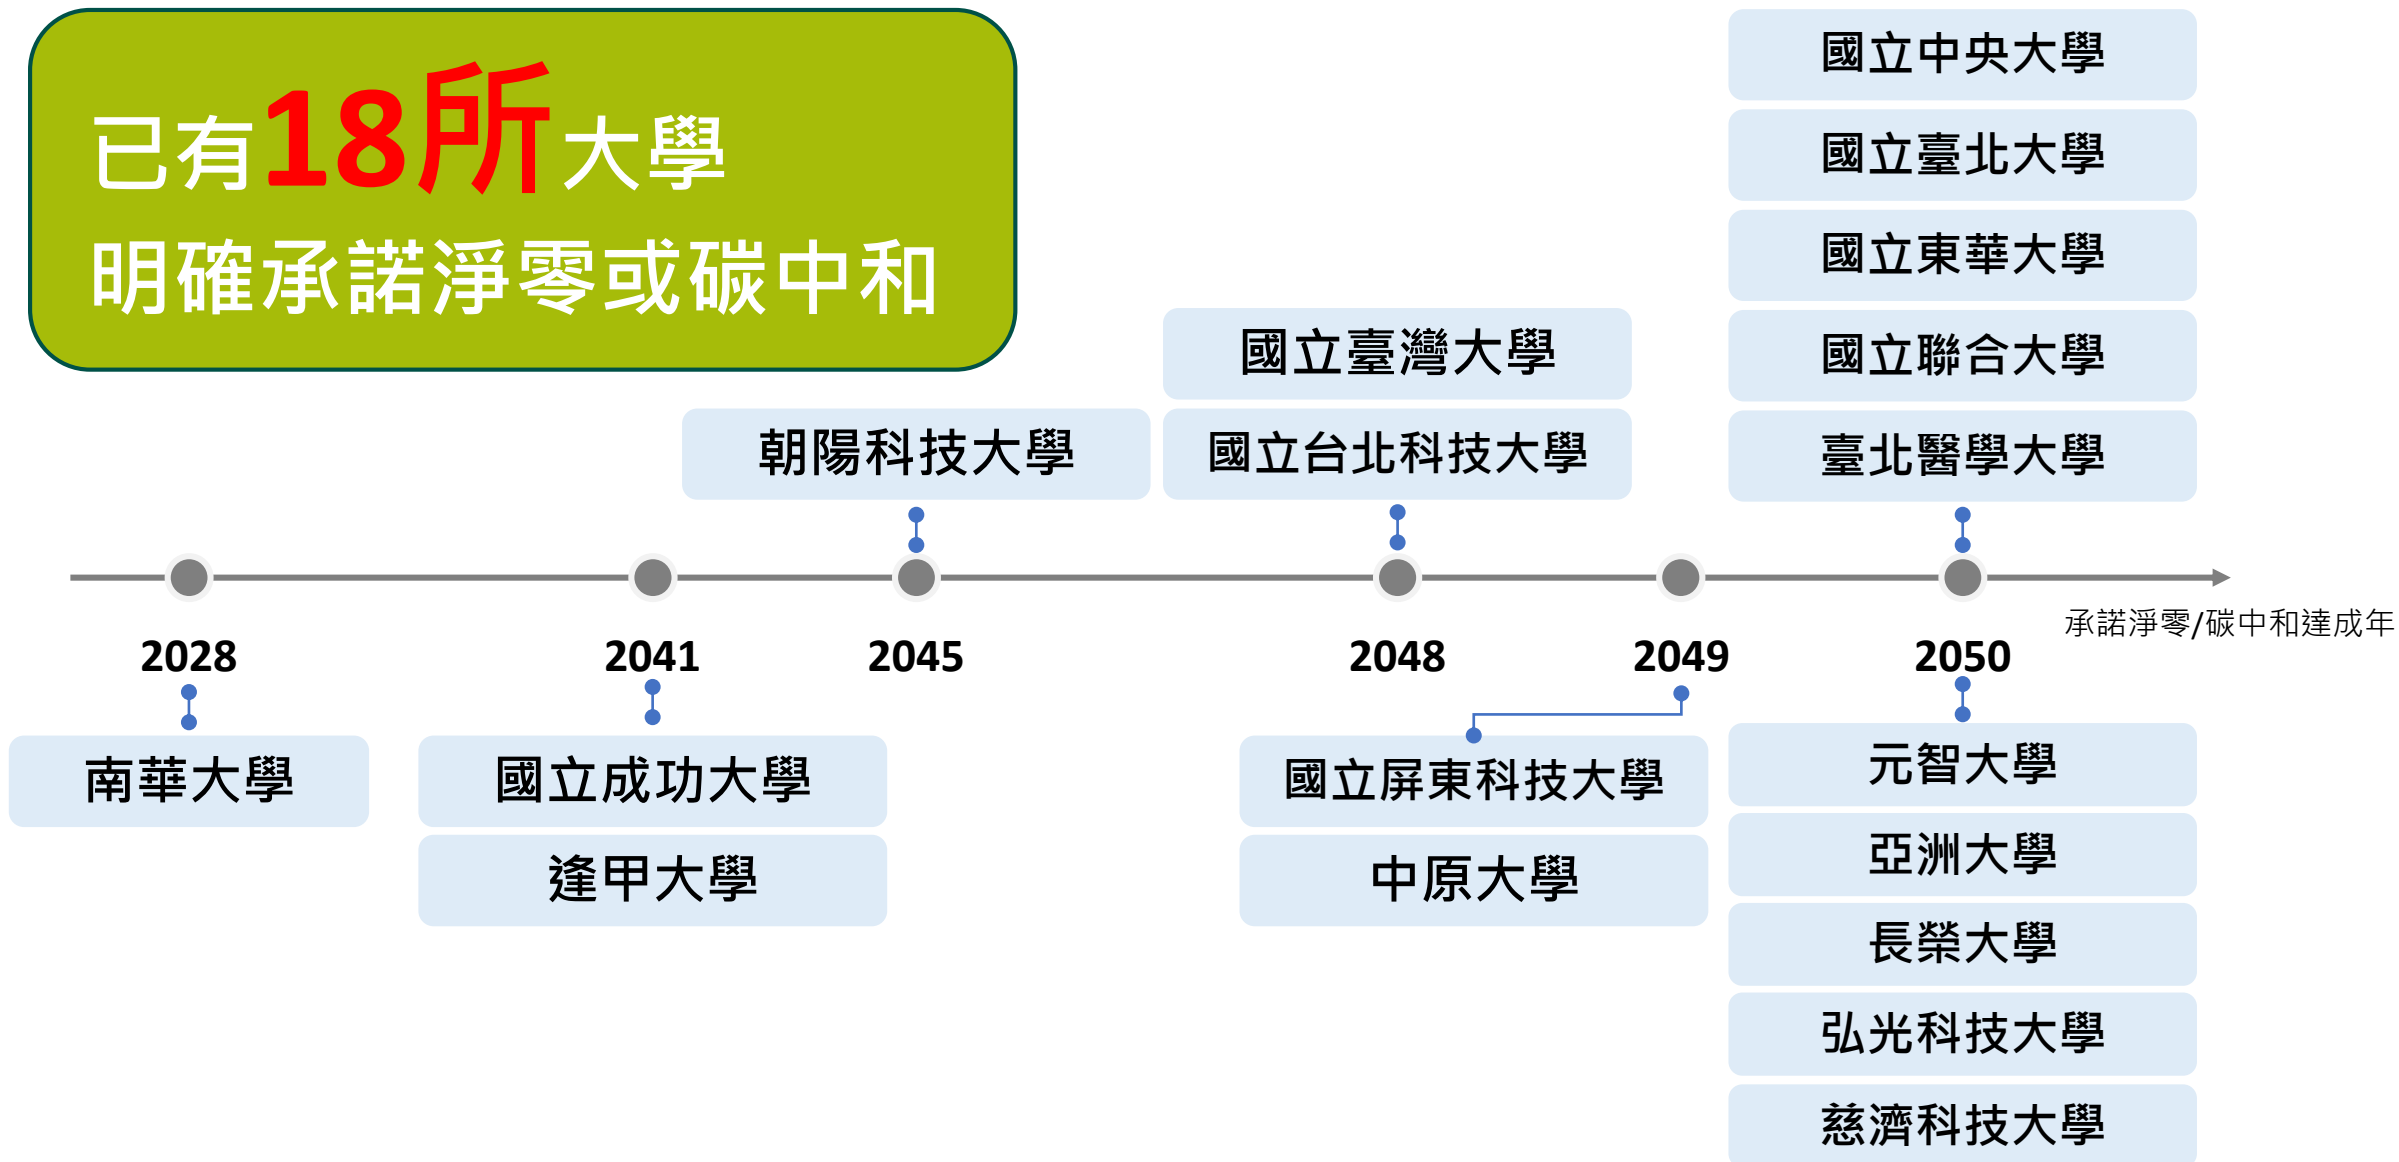 已有18所大學
明確承諾淨零或碳中和
國立中央大學
國立臺北大學
國立東華大學
國立聯合大學
臺北醫學大學
國立臺灣大學
國立台北科技大學
朝陽科技大學
承諾淨零/碳中和達成年
2028
2041
2045
2048
2049
2050
南華大學
國立成功大學
逢甲大學
國立屏東科技大學
中原大學
元智大學
亞洲大學
長榮大學
弘光科技大學
慈濟科技大學